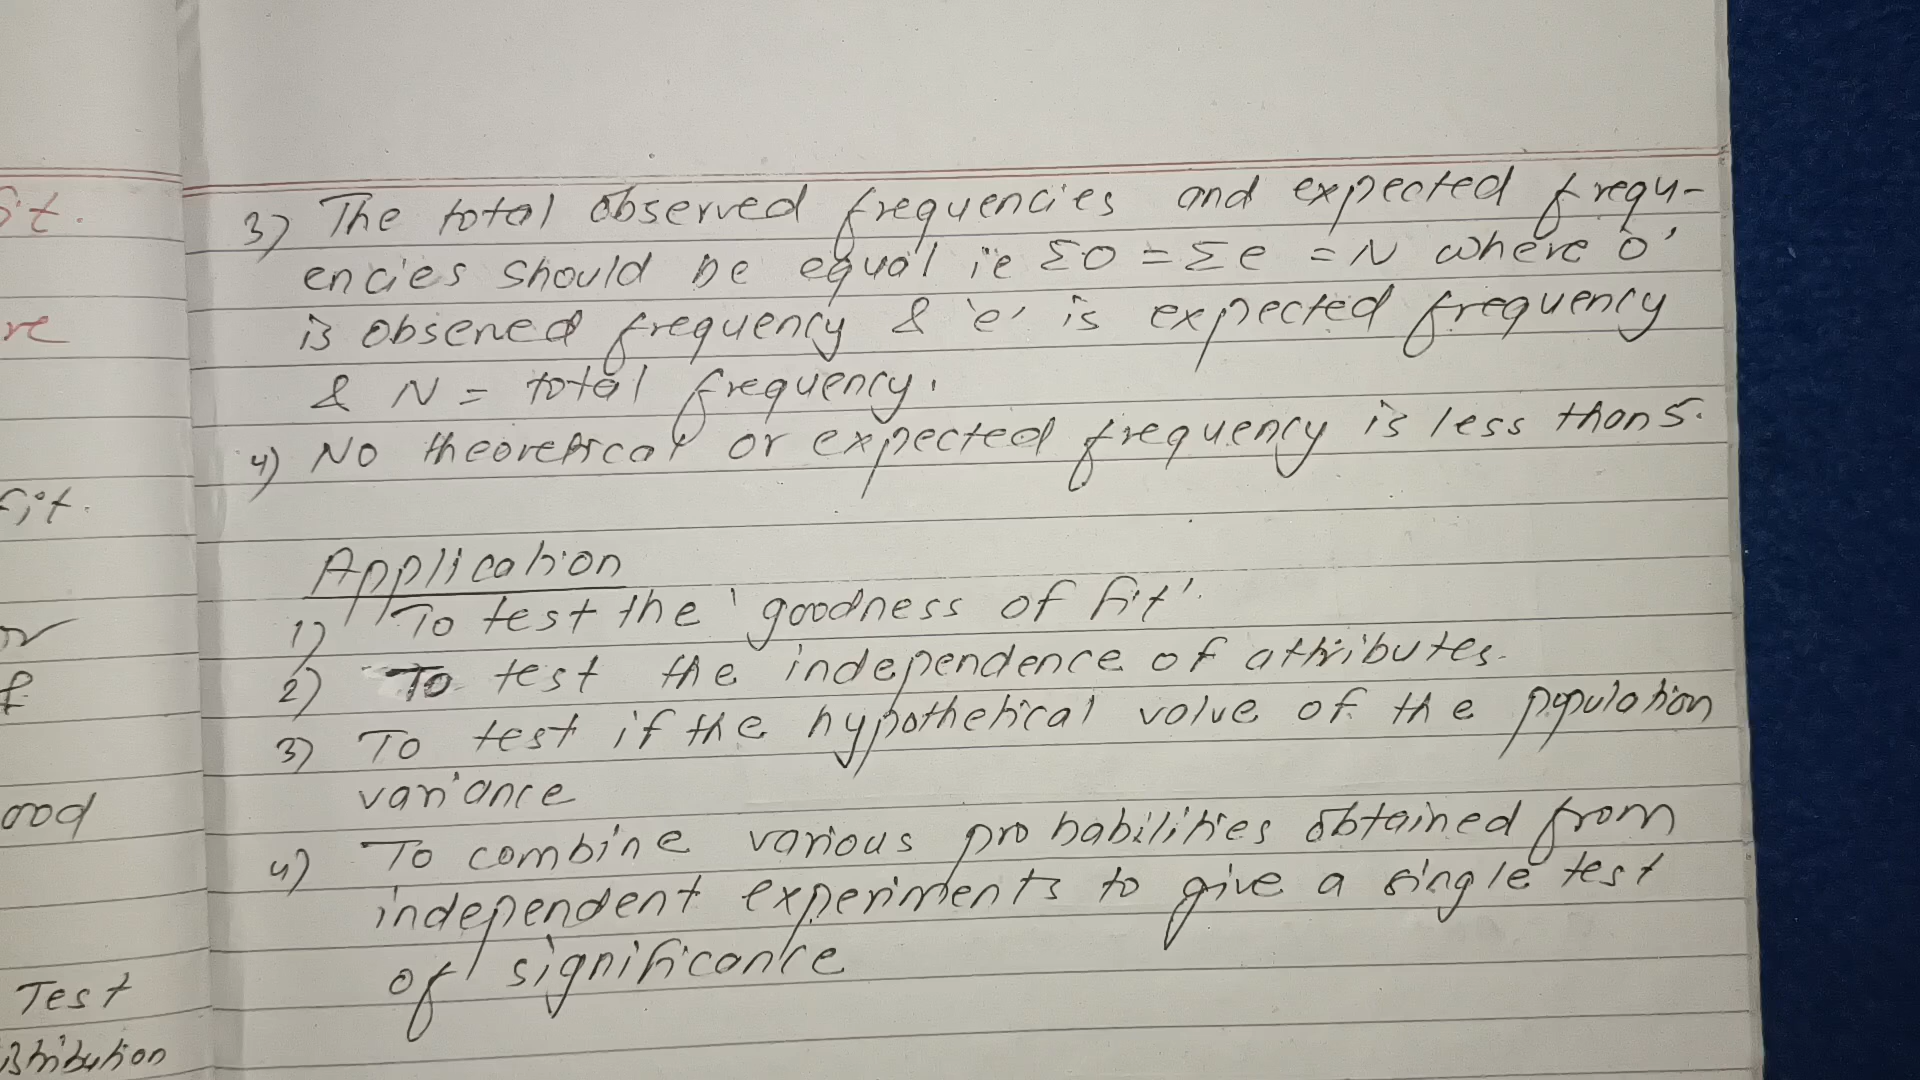 3) The total observed frequencies and expected frequ-
encies should be equal ie Σo = Σe = N where 'o'
is obsened frequency & 'e' is expected frequency
& N = total frequency.
4) No theoretical or expected frequency is less than 5.
Application
1) To test the 'goodness of fit'.
2) To test the independence of attributes.
3) To test if the hypothetical value of the population
variance
4) To combine various probabilities obtained from
independent experiments to give a single test
of significance
re
fit.
or
f
ood
Test